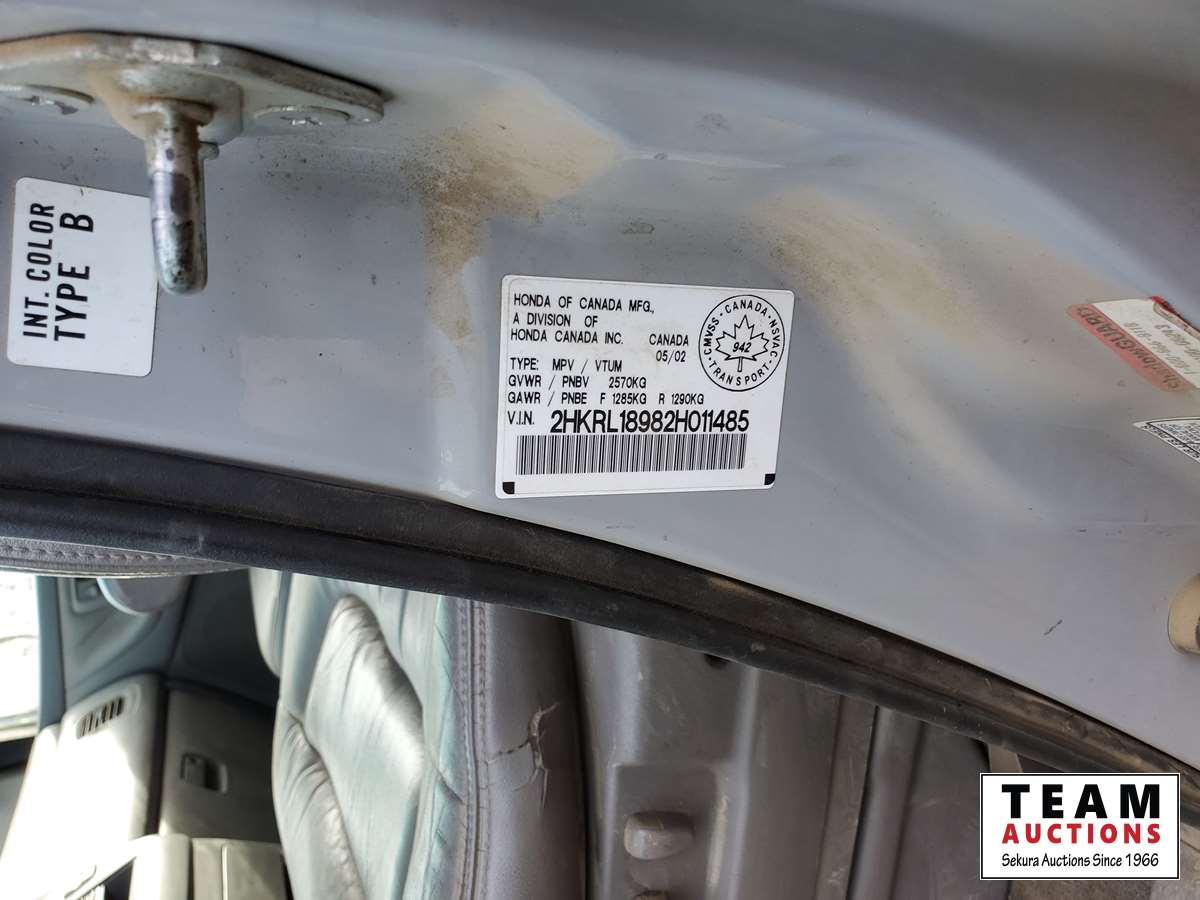 INT. COLOR
TYPE B
HONDA OF CANADA MFG.,
A DIVISION OF
HONDA CANADA INC. CANADA
05/02
TYPE: MPV / VTUM
GVWR / PNBV 2570KG
GAWR / PNBE F 1285KG R 1290KG
V.I.N. 2HKRL18982H011485
CMVSS · CANADA · NSVAC
942
TRANSPORT
TEAM
AUCTIONS
Sekura Auctions Since 1966